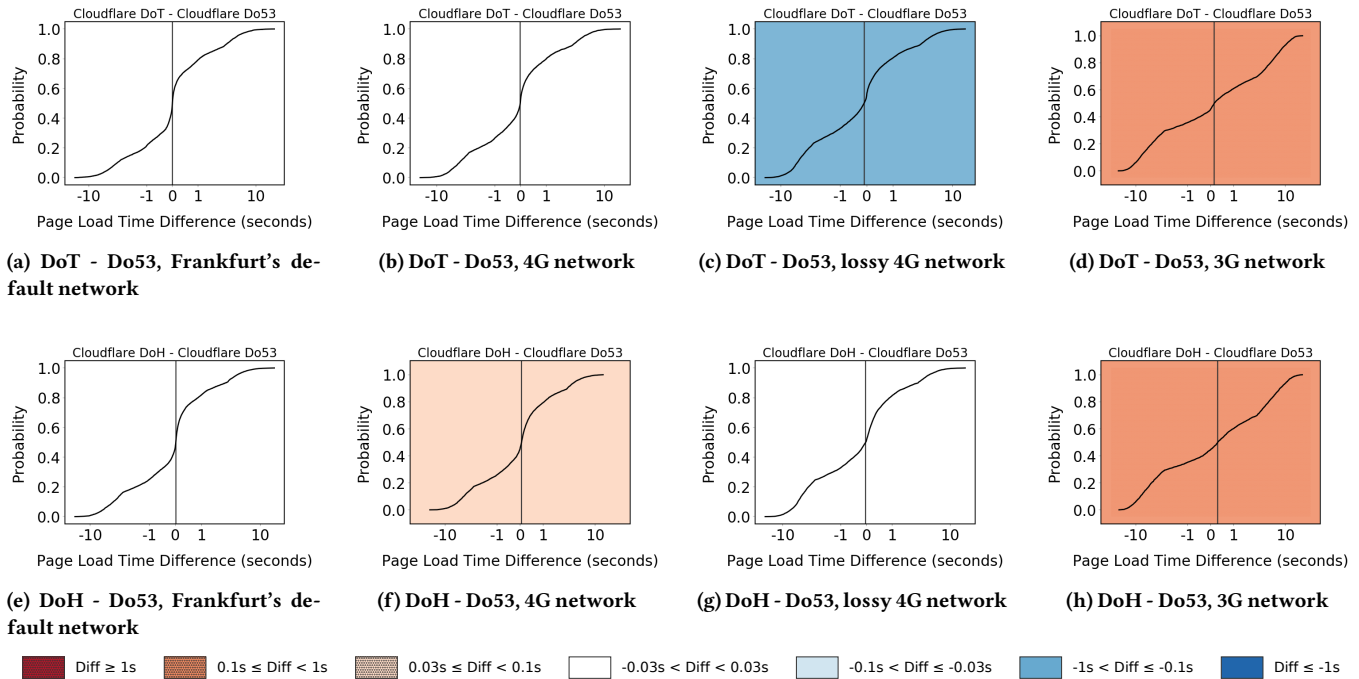 Cloudflare DoT - Cloudflare Do53
Probability
1.0
0.8
0.6
0.4
0.2
0.0
-10 -1 0 1 10
Page Load Time Difference (seconds)
(a) DoT - Do53, Frankfurt's de-
fault network
Cloudflare DoT - Cloudflare Do53
Probability
1.0
0.8
0.6
0.4
0.2
0.0
-10 -1 0 1 10
Page Load Time Difference (seconds)
(b) DoT - Do53, 4G network
Cloudflare DoT - Cloudflare Do53
Probability
1.0
0.8
0.6
0.4
0.2
0.0
-10 -1 0 1 10
Page Load Time Difference (seconds)
(c) DoT - Do53, lossy 4G network
Cloudflare DoT - Cloudflare Do53
Probability
1.0
0.8
0.6
0.4
0.2
0.0
-10 -1 0 1 10
Page Load Time Difference (seconds)
(d) DoT - Do53, 3G network
Cloudflare DoH - Cloudflare Do53
Probability
1.0
0.8
0.6
0.4
0.2
0.0
-10 -1 0 1 10
Page Load Time Difference (seconds)
(e) DoH - Do53, Frankfurt's de-
fault network
Cloudflare DoH - Cloudflare Do53
Probability
1.0
0.8
0.6
0.4
0.2
0.0
-10 -1 0 1 10
Page Load Time Difference (seconds)
(f) DoH - Do53, 4G network
Cloudflare DoH - Cloudflare Do53
Probability
1.0
0.8
0.6
0.4
0.2
0.0
-10 -1 0 1 10
Page Load Time Difference (seconds)
(g) DoH - Do53, lossy 4G network
Cloudflare DoH - Cloudflare Do53
Probability
1.0
0.8
0.6
0.4
0.2
0.0
-10 -1 0 1 10
Page Load Time Difference (seconds)
(h) DoH - Do53, 3G network
Diff ≥ 1s 0.1s ≤ Diff < 1s 0.03s ≤ Diff < 0.1s -0.03s < Diff < 0.03s -0.1s < Diff ≤ -0.03s -1s < Diff ≤ -0.1s Diff ≤ -1s